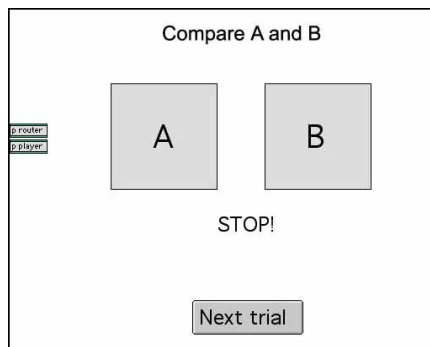 Compare A and B
p router
p player
A
B
STOP!
Next trial